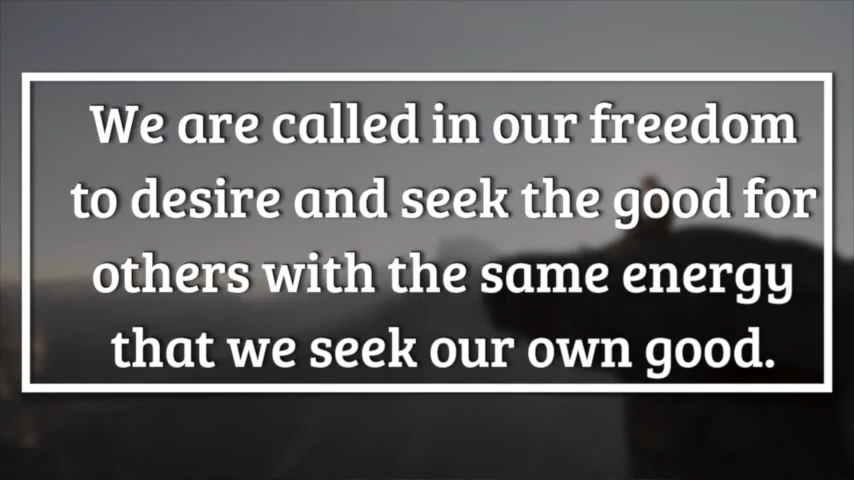 We are called in our freedom
to desire and seek the good for
others with the same energy
that we seek our own good.